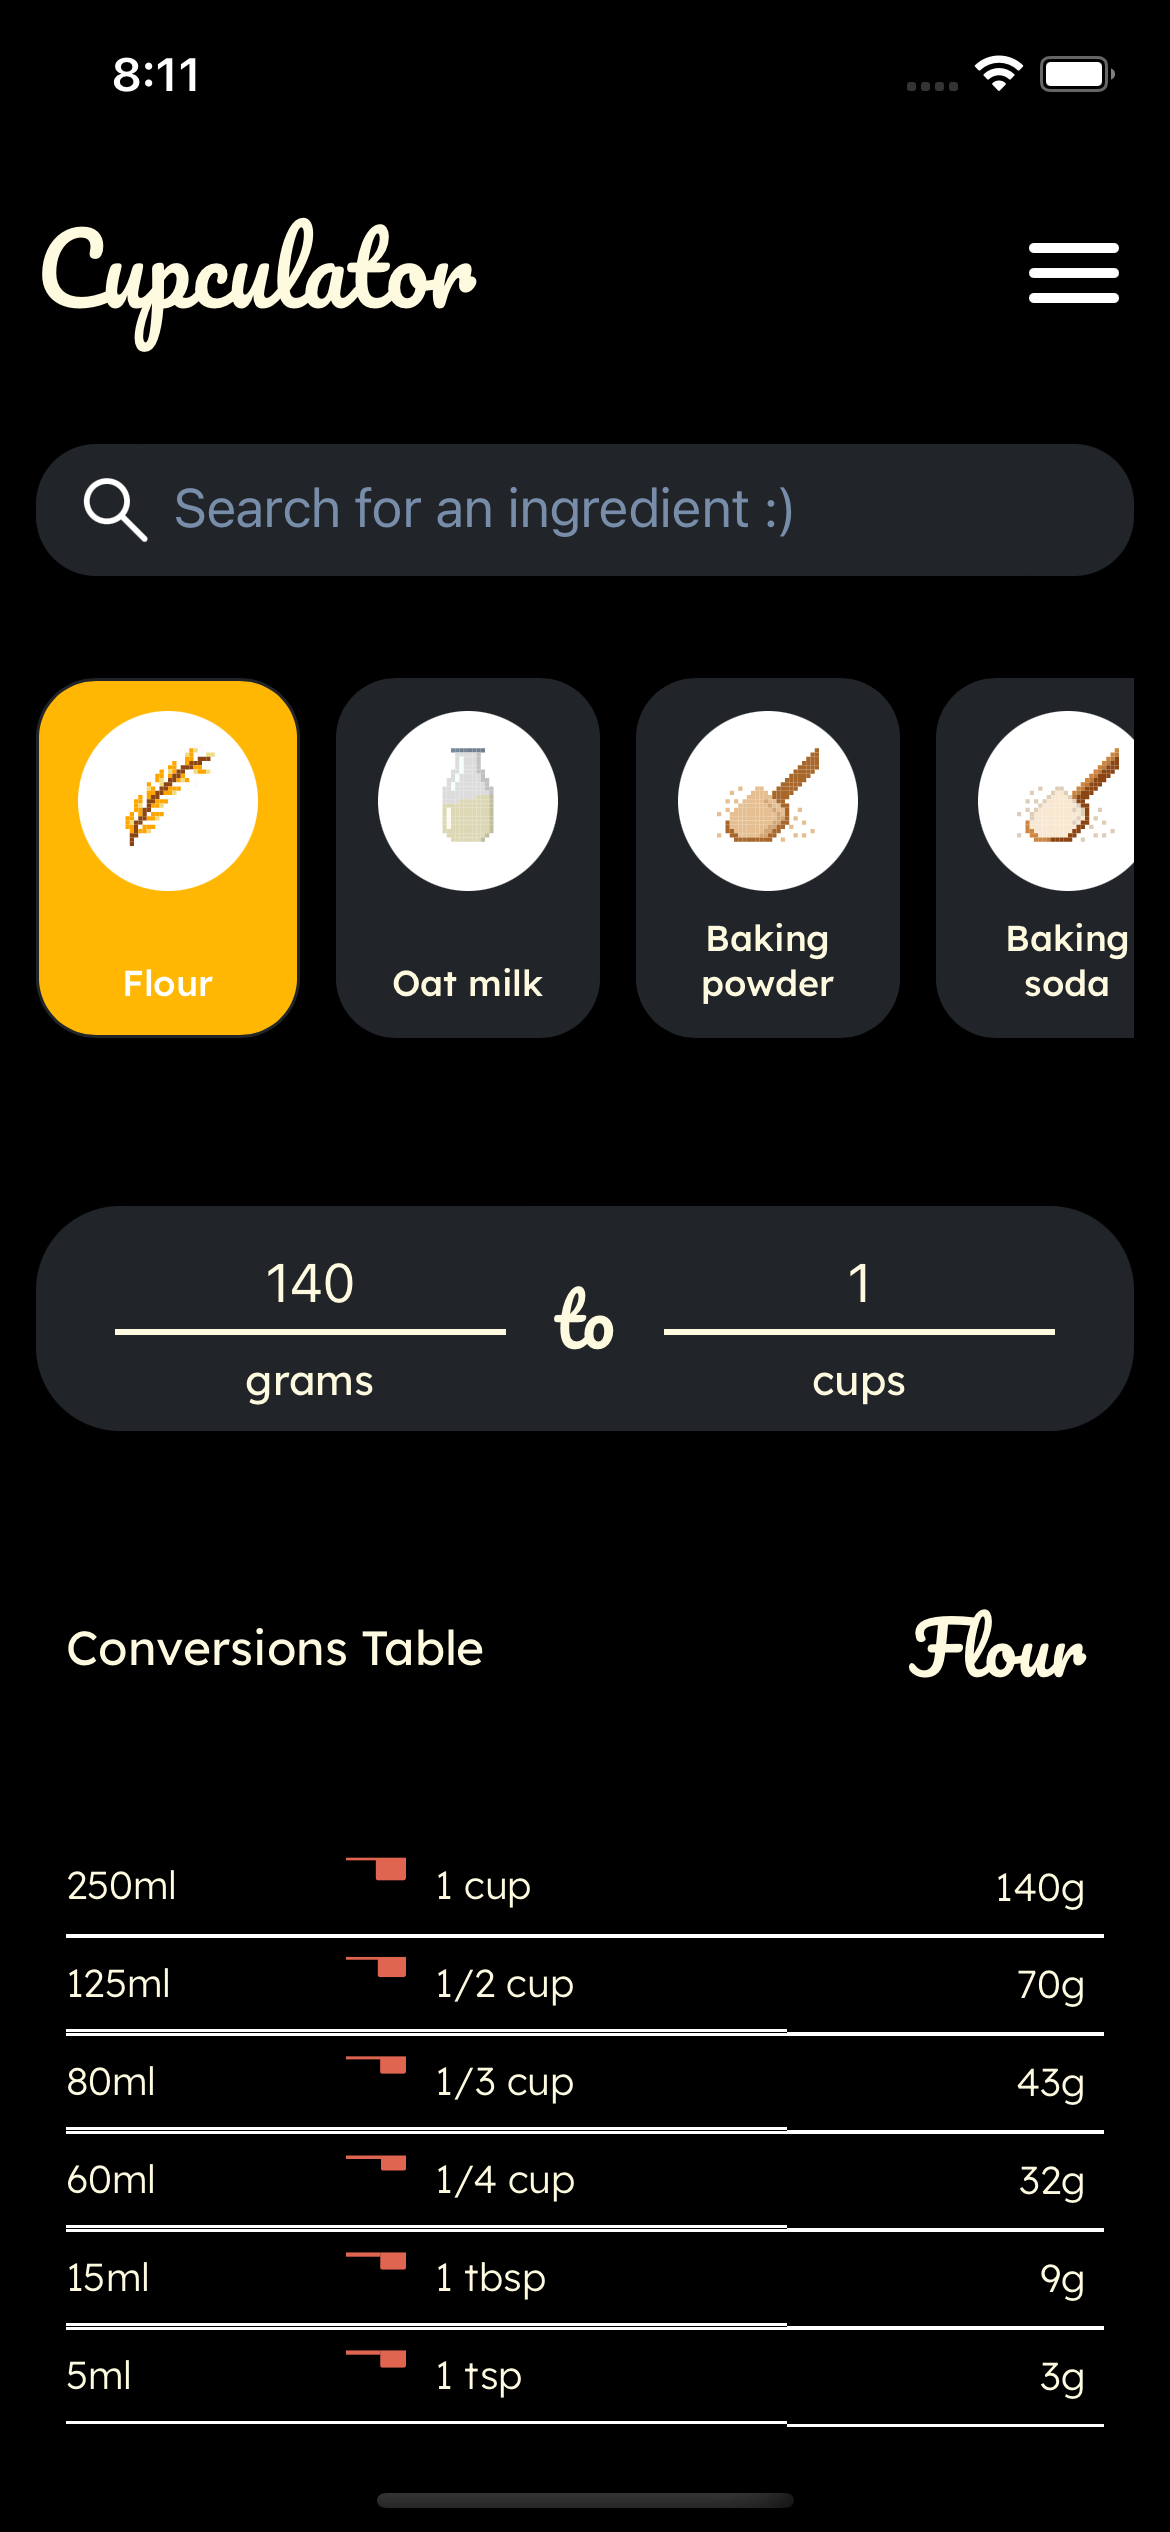 8:11
Cupculator
Search for an ingredient :)
Flour
Oat milk
Baking
powder
Baking
soda
140
grams
to
1
cups
Conversions Table
Flour
250ml 1 cup 140g
125ml 1/2 cup 70g
80ml 1/3 cup 43g
60ml 1/4 cup 32g
15ml 1 tbsp 9g
5ml 1 tsp 3g